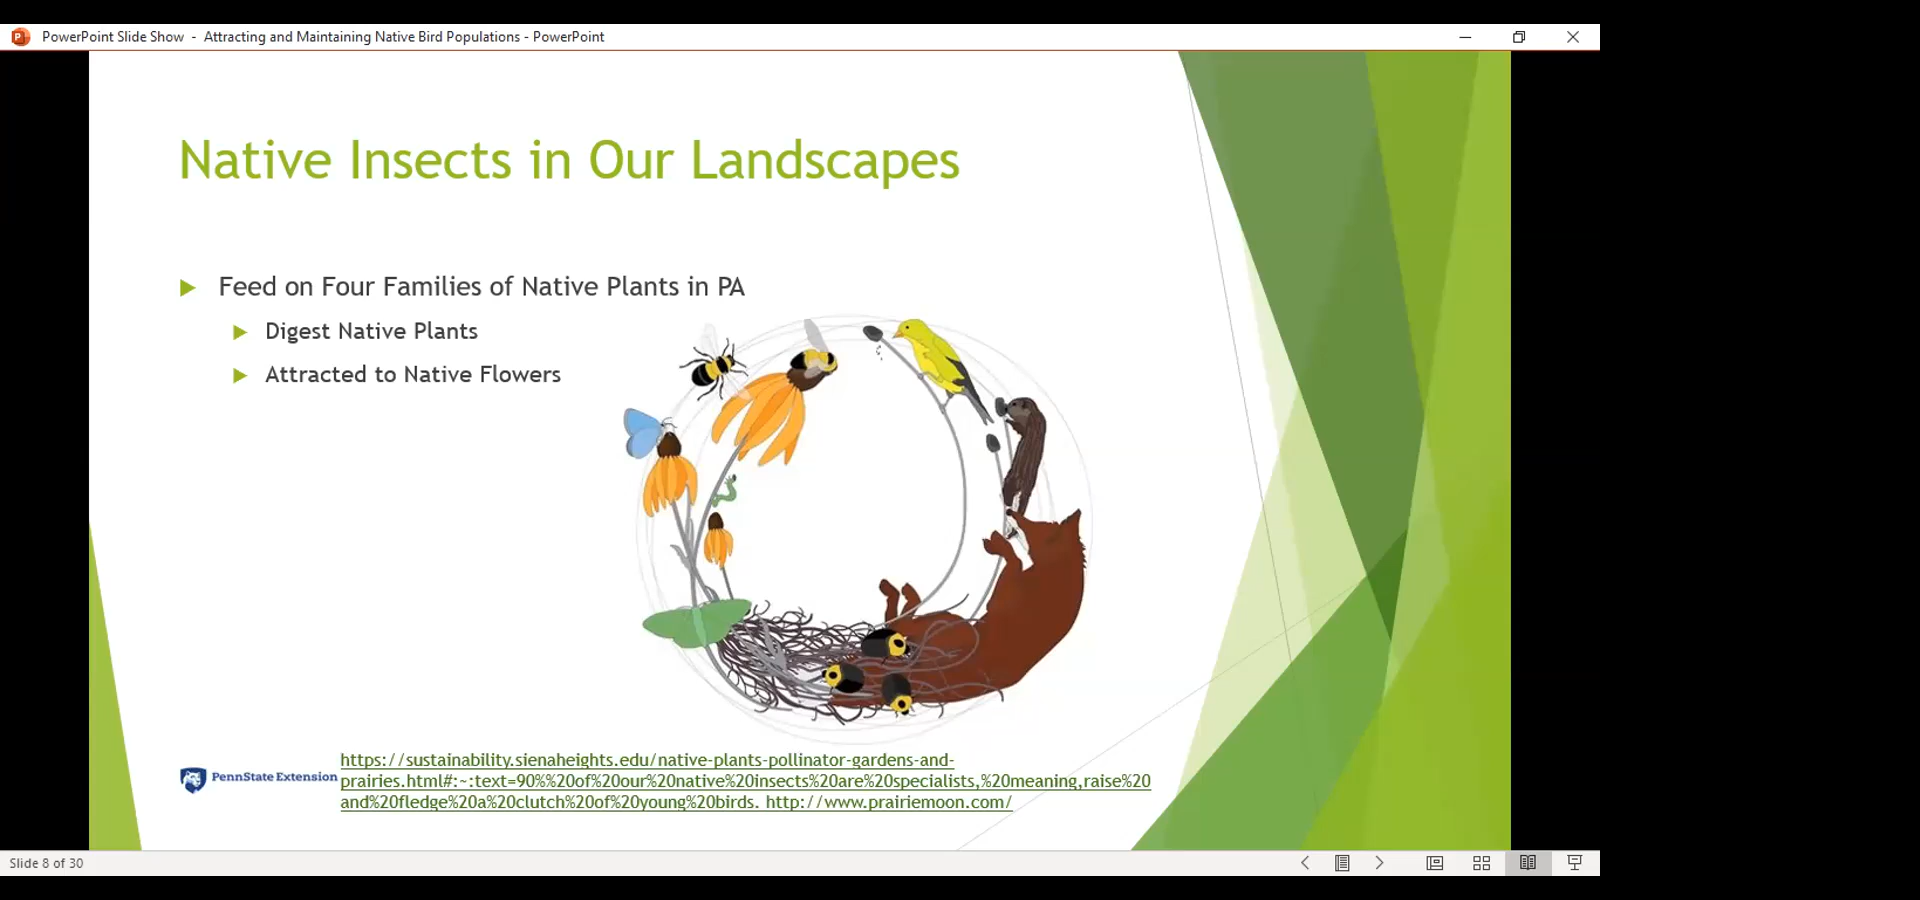 PowerPoint Slide Show - Attracting and Maintaining Native Bird Populations - PowerPoint
Native Insects in Our Landscapes
Feed on Four Families of Native Plants in PA
Digest Native Plants
Attracted to Native Flowers
PennState Extension
https://sustainability.sienaheights.edu/native-plants-pollinator-gardens-and-
prairies.html#:~:text=90%%20of%20our%20native%20insects%20are%20specialists,%20meaning,raise%20
and%20fledge%20a%20clutch%20of%20young%20birds. http://www.prairiemoon.com/
Slide 8 of 30